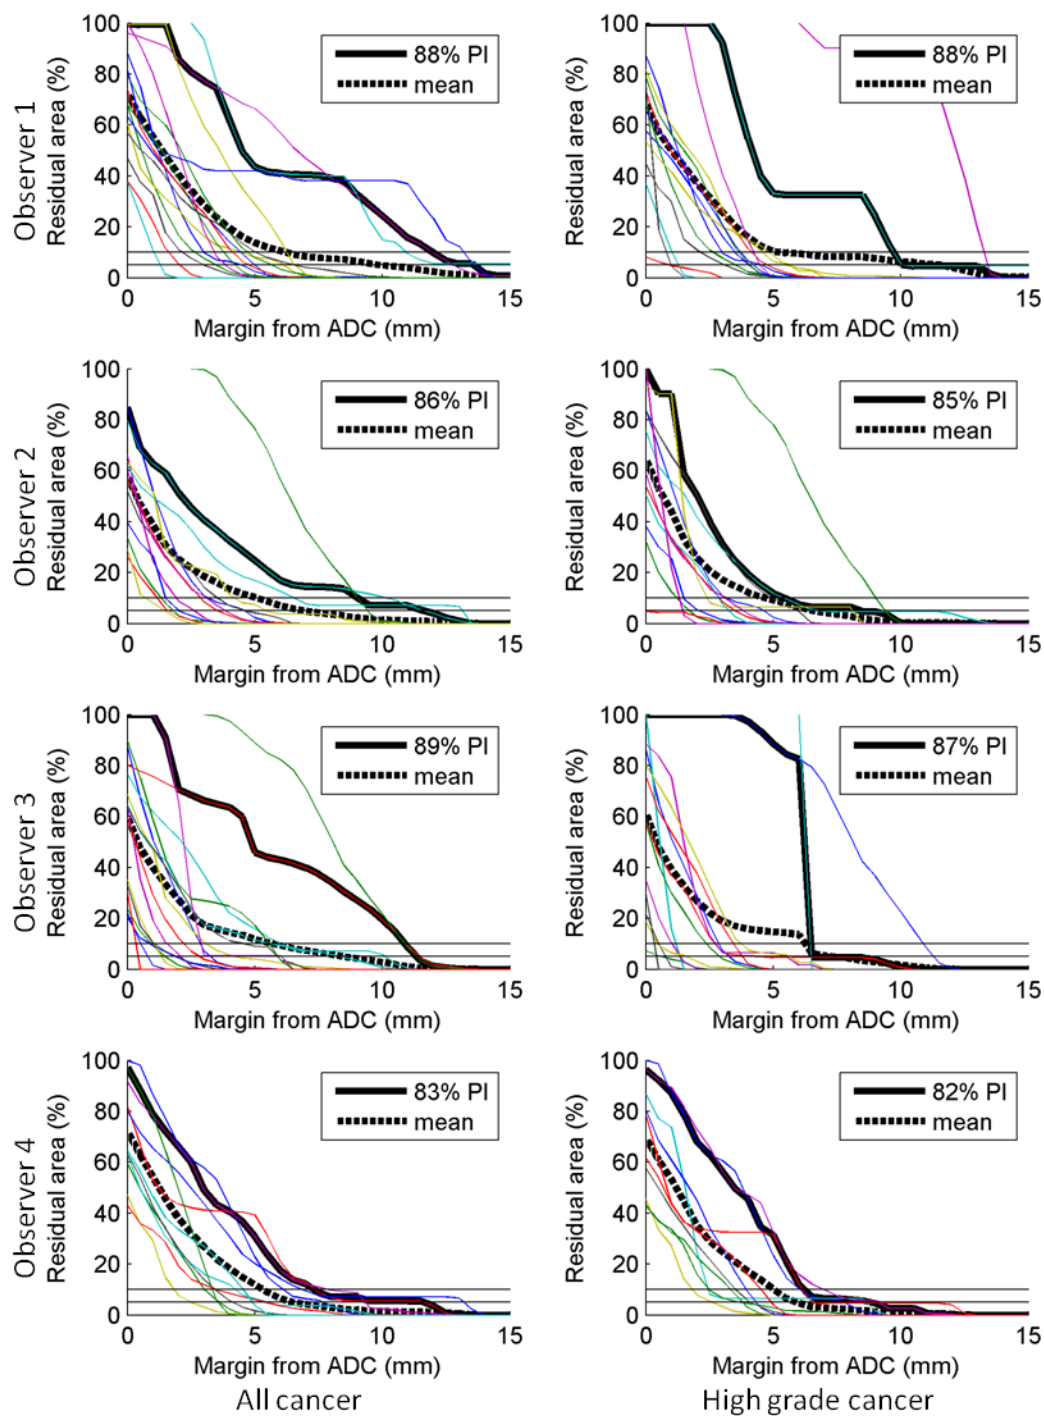 Observer 1
Residual area (%)
100
80
60
40
20
0
88% PI
mean
0 5 10 15
Margin from ADC (mm)
Residual area (%)
100
80
60
40
20
0
88% PI
mean
0 5 10 15
Margin from ADC (mm)
Observer 2
Residual area (%)
100
80
60
40
20
0
86% PI
mean
0 5 10 15
Margin from ADC (mm)
Residual area (%)
100
80
60
40
20
0
85% PI
mean
0 5 10 15
Margin from ADC (mm)
Observer 3
Residual area (%)
100
80
60
40
20
0
89% PI
mean
0 5 10 15
Margin from ADC (mm)
Residual area (%)
100
80
60
40
20
0
87% PI
mean
0 5 10 15
Margin from ADC (mm)
Observer 4
Residual area (%)
100
80
60
40
20
0
83% PI
mean
0 5 10 15
Margin from ADC (mm)
Residual area (%)
100
80
60
40
20
0
82% PI
mean
0 5 10 15
Margin from ADC (mm)
All cancer
High grade cancer